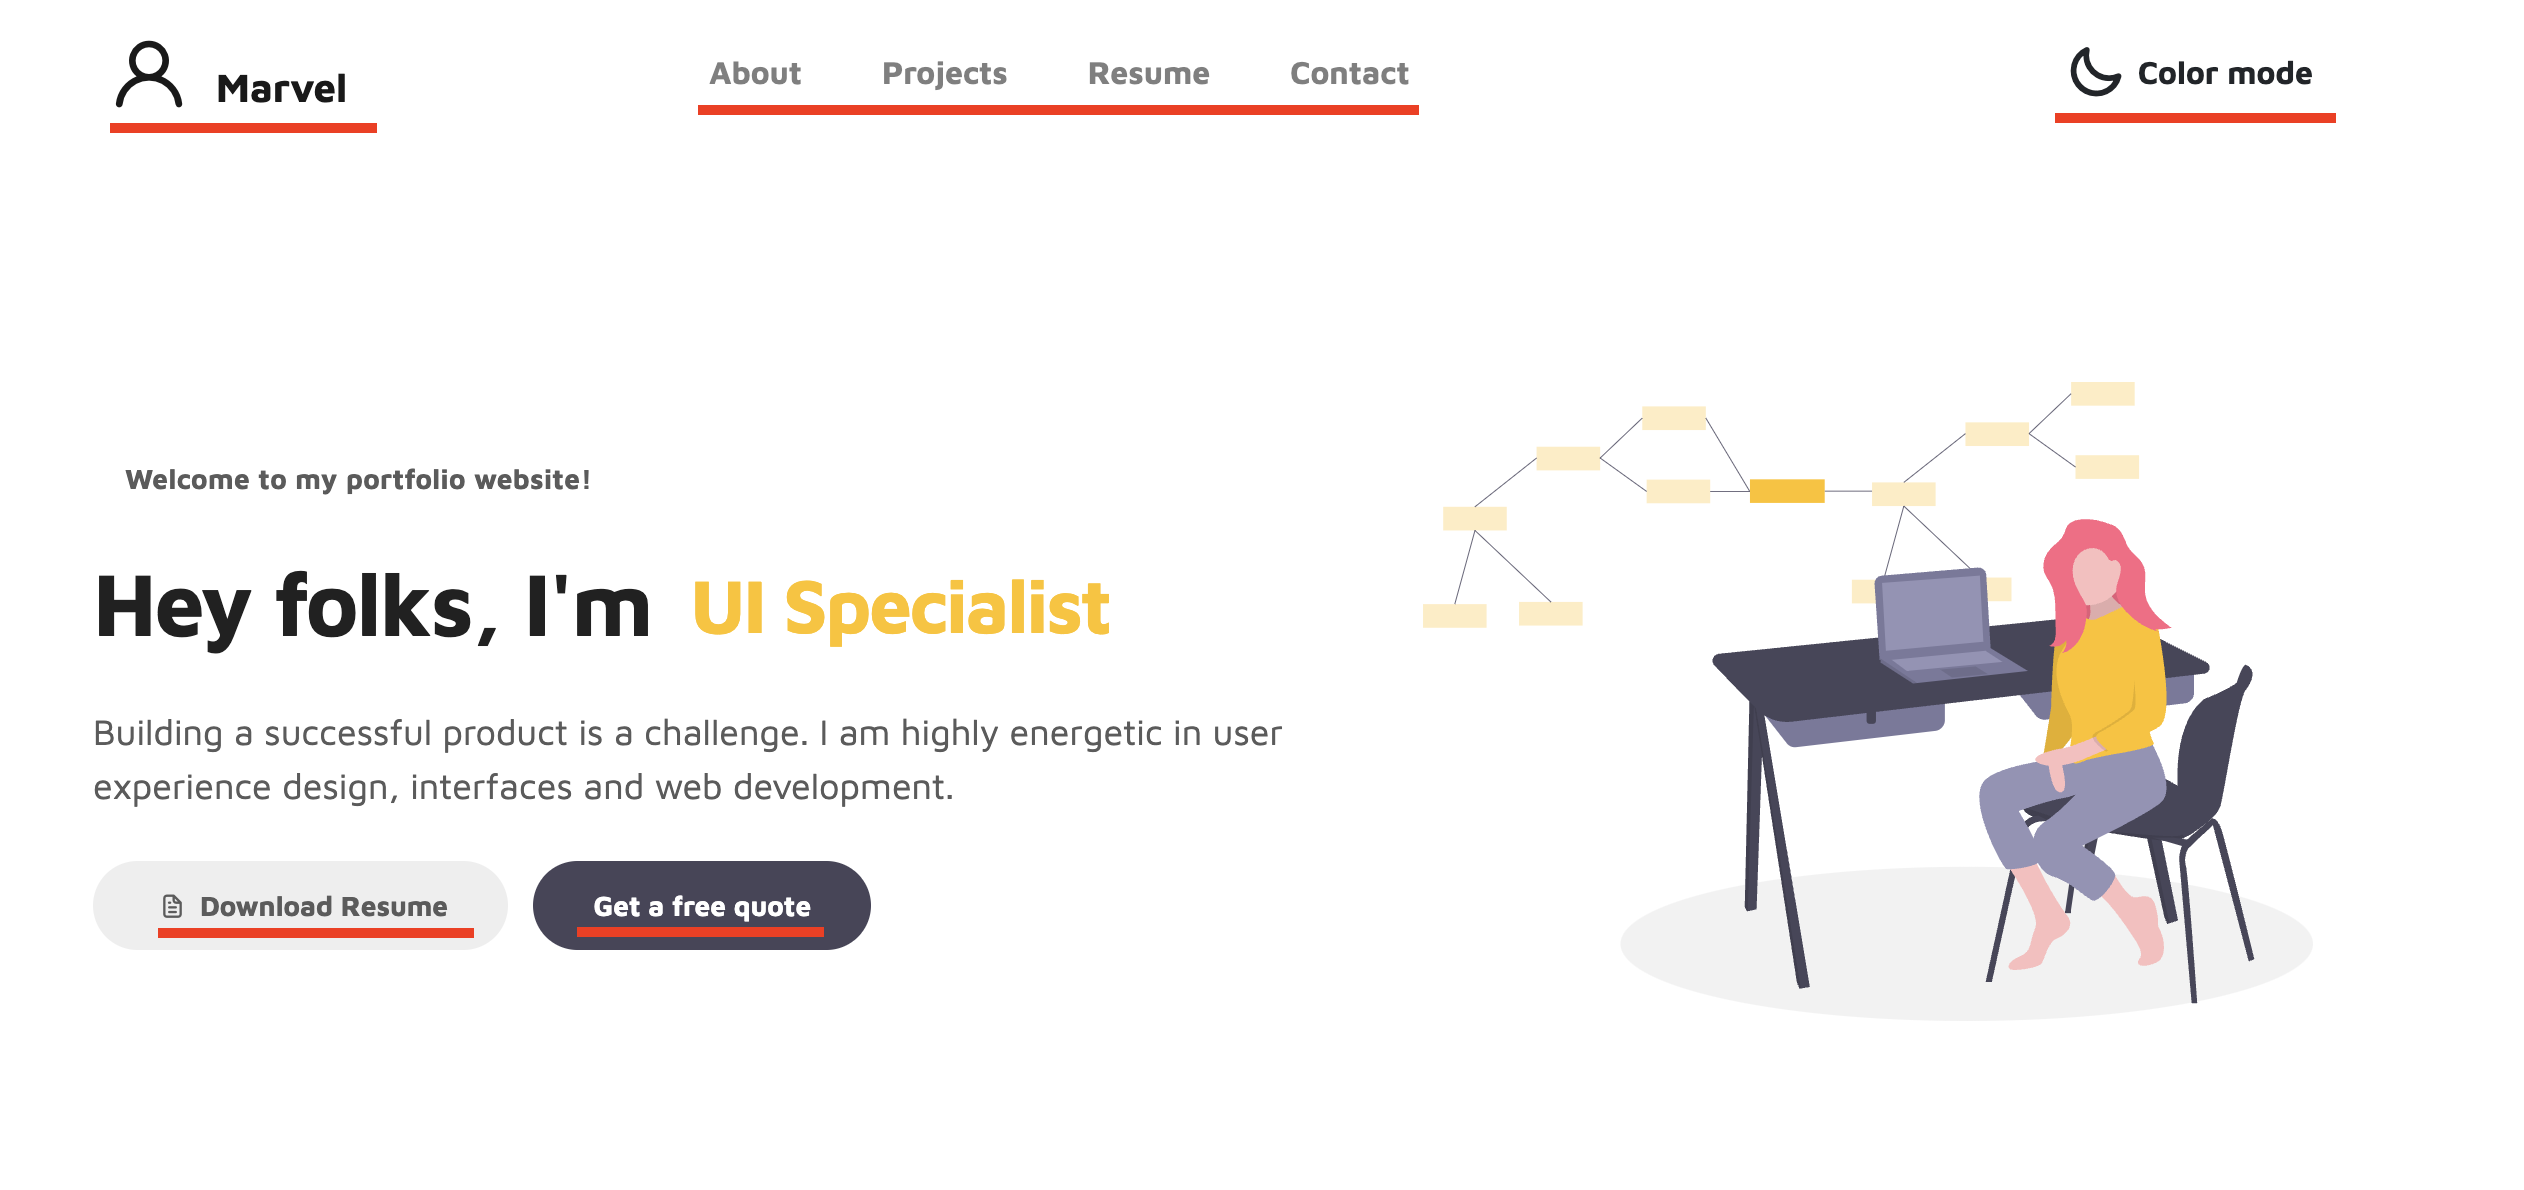 Marvel
About Projects Resume Contact
Color mode
Welcome to my portfolio website!
Hey folks, I'm UI Specialist
Building a successful product is a challenge. I am highly energetic in user
experience design, interfaces and web development.
Download Resume
Get a free quote